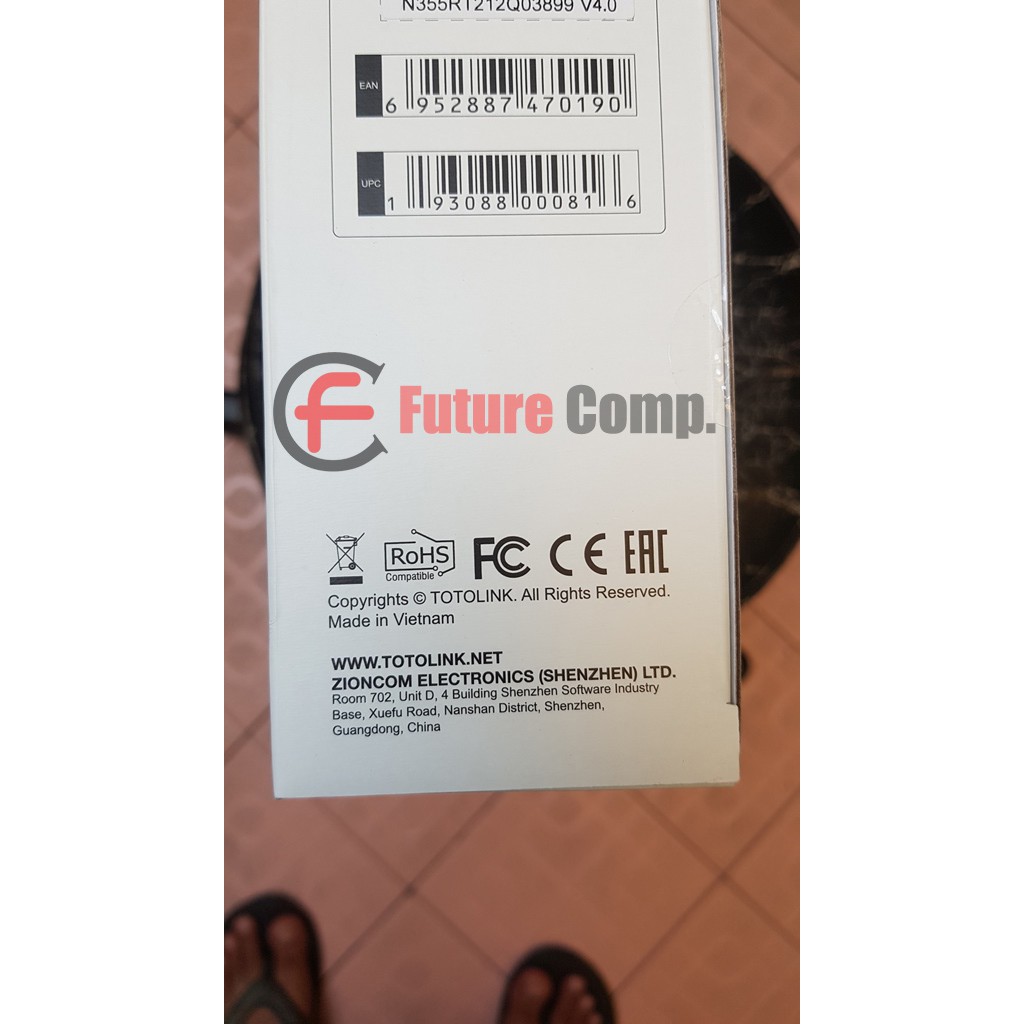 N355RT212Q03899 V4.0
EAN
6 952887 470190
UPC
1 93088 00081 6
CF Future Comp.
RoHS
Compatible
FC CE EAC
Copyrights © TOTOLINK. All Rights Reserved.
Made in Vietnam
WWW.TOTOLINK.NET
ZIONCOM ELECTRONICS (SHENZHEN) LTD.
Room 702, Unit D, 4 Building Shenzhen Software Industry
Base, Xuefu Road, Nanshan District, Shenzhen,
Guangdong, China